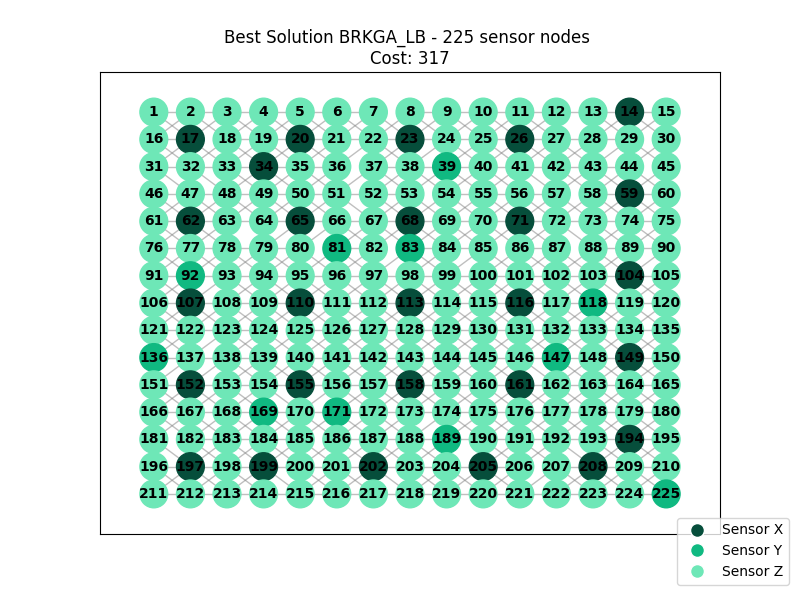 Best Solution BRKGA_LB - 225 sensor nodes
Cost: 317
1 2 3 4 5 6 7 8 9 10 11 12 13 14 15
16 17 18 19 20 21 22 23 24 25 26 27 28 29 30
31 32 33 34 35 36 37 38 39 40 41 42 43 44 45
46 47 48 49 50 51 52 53 54 55 56 57 58 59 60
61 62 63 64 65 66 67 68 69 70 71 72 73 74 75
76 77 78 79 80 81 82 83 84 85 86 87 88 89 90
91 92 93 94 95 96 97 98 99 100 101 102 103 104 105
106 107 108 109 110 111 112 113 114 115 116 117 118 119 120
121 122 123 124 125 126 127 128 129 130 131 132 133 134 135
136 137 138 139 140 141 142 143 144 145 146 147 148 149 150
151 152 153 154 155 156 157 158 159 160 161 162 163 164 165
166 167 168 169 170 171 172 173 174 175 176 177 178 179 180
181 182 183 184 185 186 187 188 189 190 191 192 193 194 195
196 197 198 199 200 201 202 203 204 205 206 207 208 209 210
211 212 213 214 215 216 217 218 219 220 221 222 223 224 225
Sensor X
Sensor Y
Sensor Z